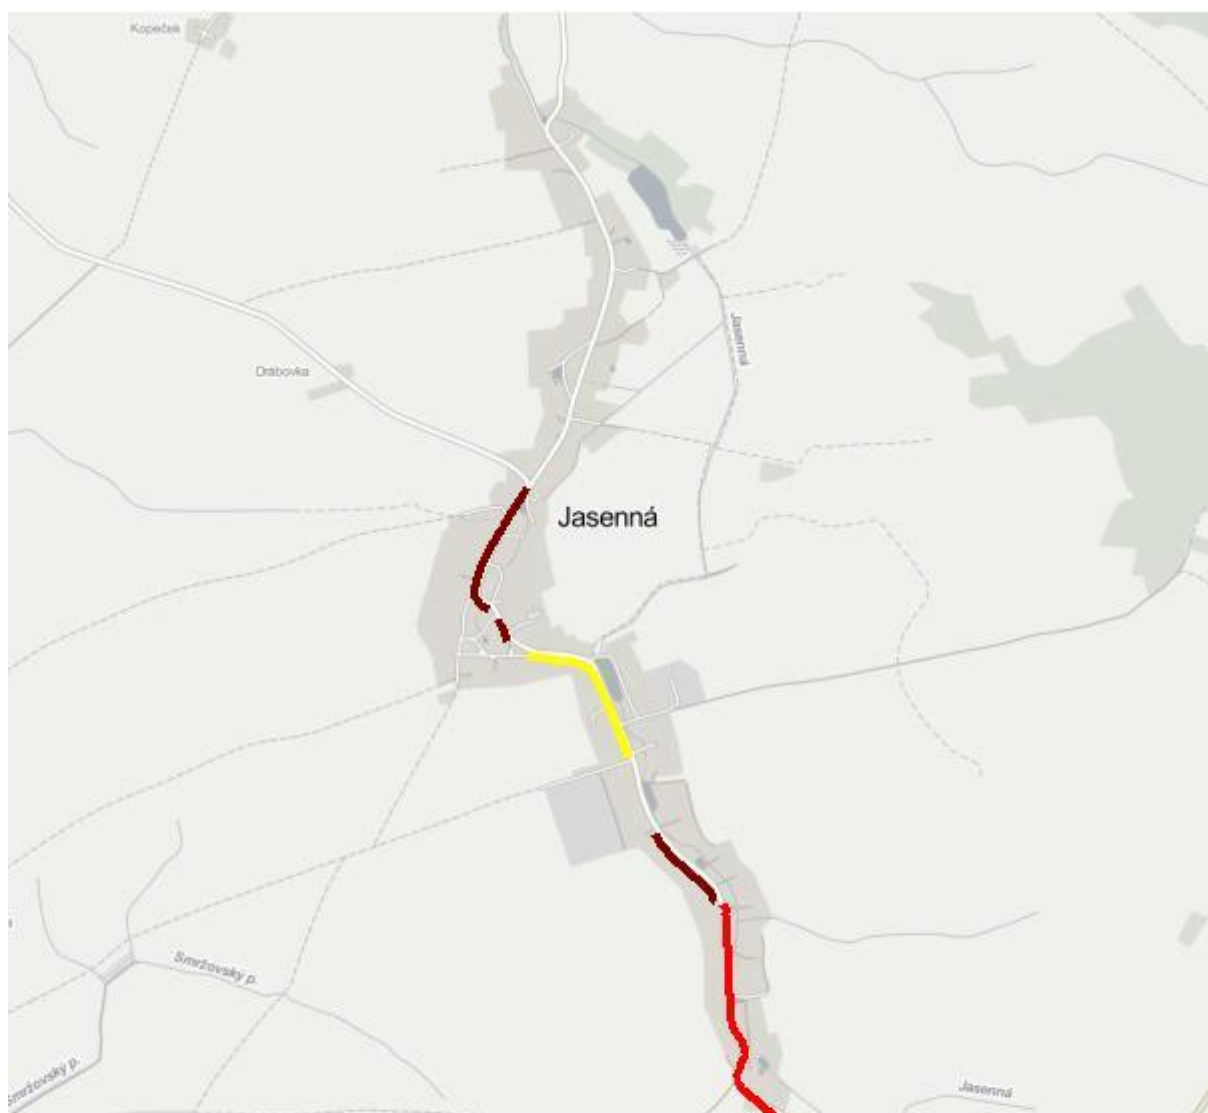 Kopeček
Jasenná
Drábovka
Jasenná
Smržovský p.
Smržovský p.
Jasenná